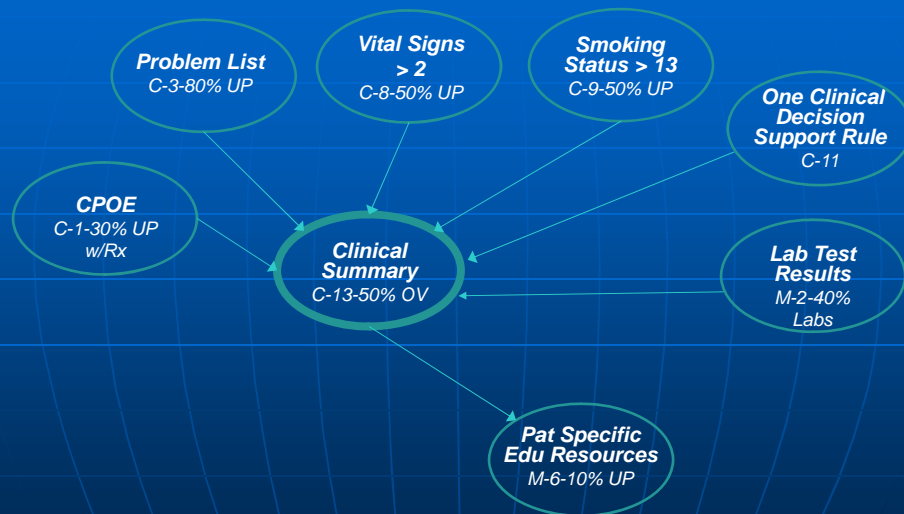 Problem List
C-3-80% UP
Vital Signs
> 2
C-8-50% UP
Smoking
Status > 13
C-9-50% UP
One Clinical
Decision
Support Rule
C-11
CPOE
C-1-30% UP
w/Rx
Clinical
Summary
C-13-50% OV
Lab Test
Results
M-2-40%
Labs
Pat Specific
Edu Resources
M-6-10% UP